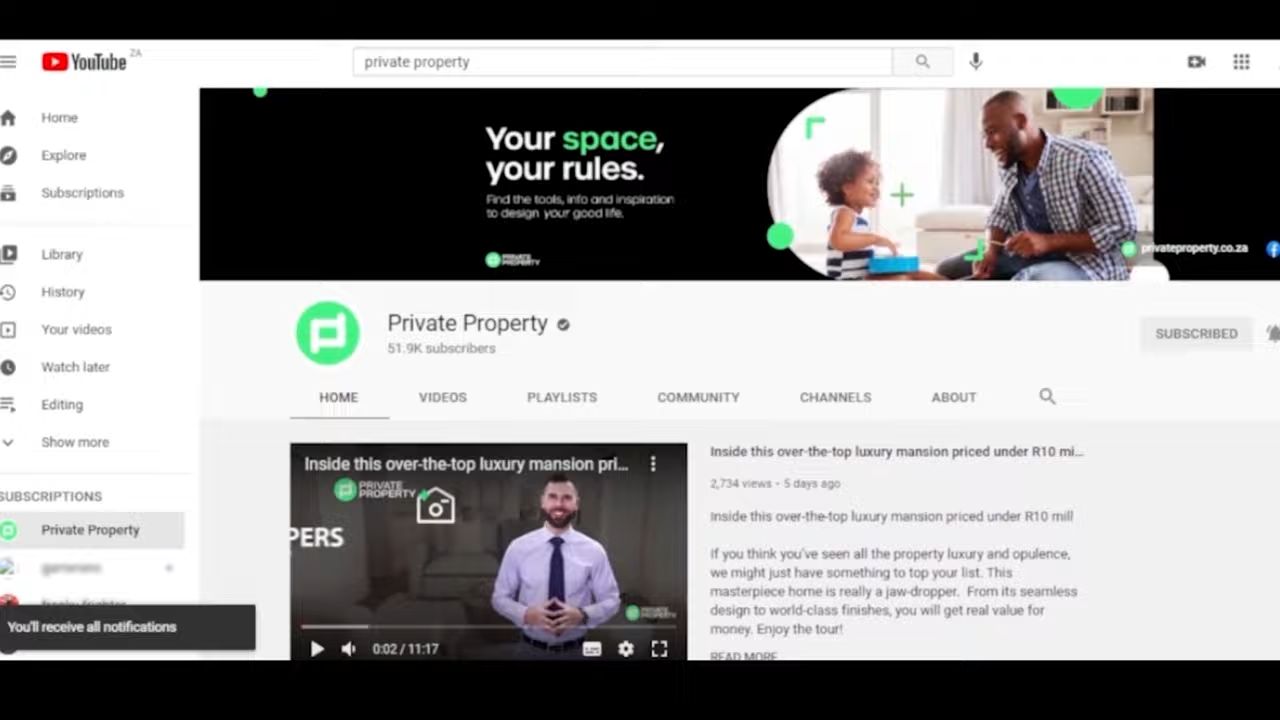 YouTube ZA
private property
Home
Explore
Subscriptions
Library
History
Your videos
Watch later
Editing
Show more
SUBSCRIPTIONS
Private Property
You'll receive all notifications
Your space,
your rules.
Find the tools, info and inspiration
to design your good life.
PRIVATE
PROPERTY
privateproperty.co.za
Private Property
51.9K subscribers
SUBSCRIBED
HOME VIDEOS PLAYLISTS COMMUNITY CHANNELS ABOUT
Inside this over-the-top luxury mansion pri...
PRIVATE
PROPERTY
PERS
PRIVATE
PROPERTY
0:02 / 11:17
Inside this over-the-top luxury mansion priced under R10 mi...
2,734 views • 5 days ago
Inside this over-the-top luxury mansion priced under R10 mill
If you think you've seen all the property luxury and opulence,
we might just have something to top your list. This
masterpiece home is really a jaw-dropper. From its seamless
design to world-class finishes, you will get real value for
money. Enjoy the tour!
READ MORE